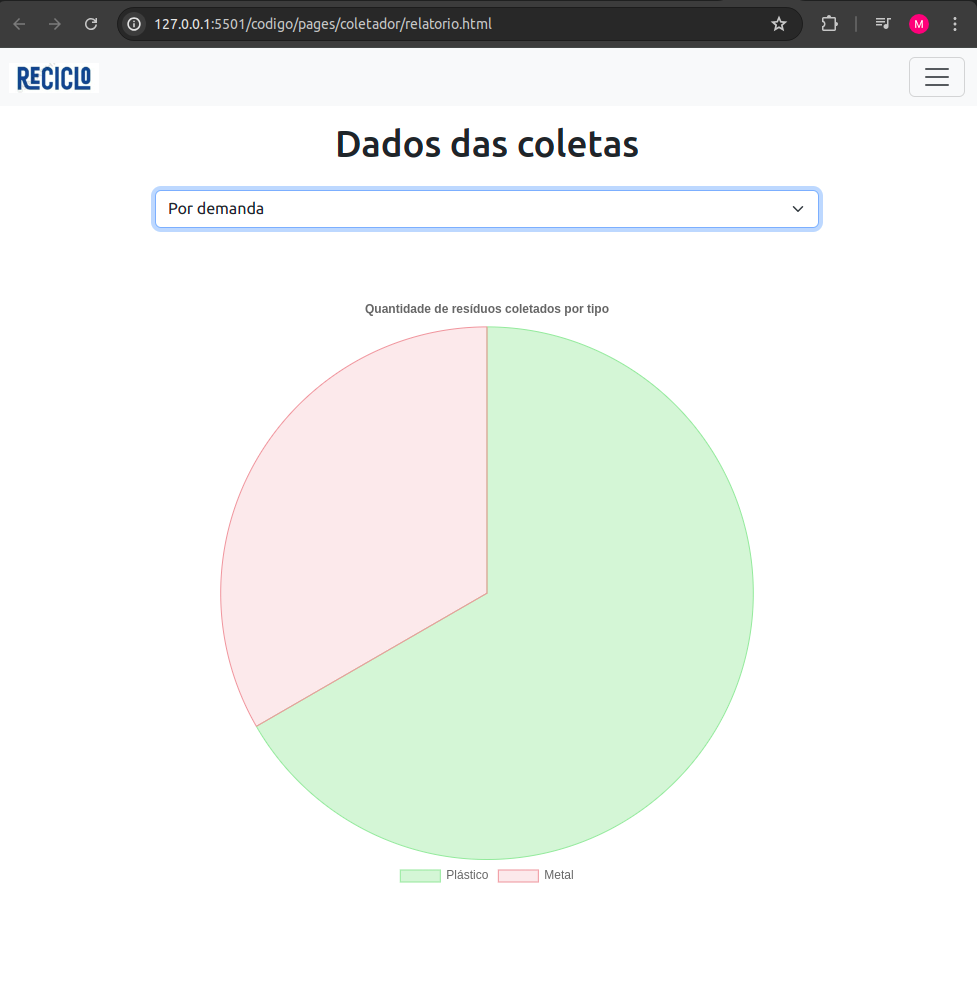 127.0.0.1:5501/codigo/pages/coletador/relatorio.html
M
RECICLO
Dados das coletas
Por demanda
Quantidade de resíduos coletados por tipo
Plástico
Metal